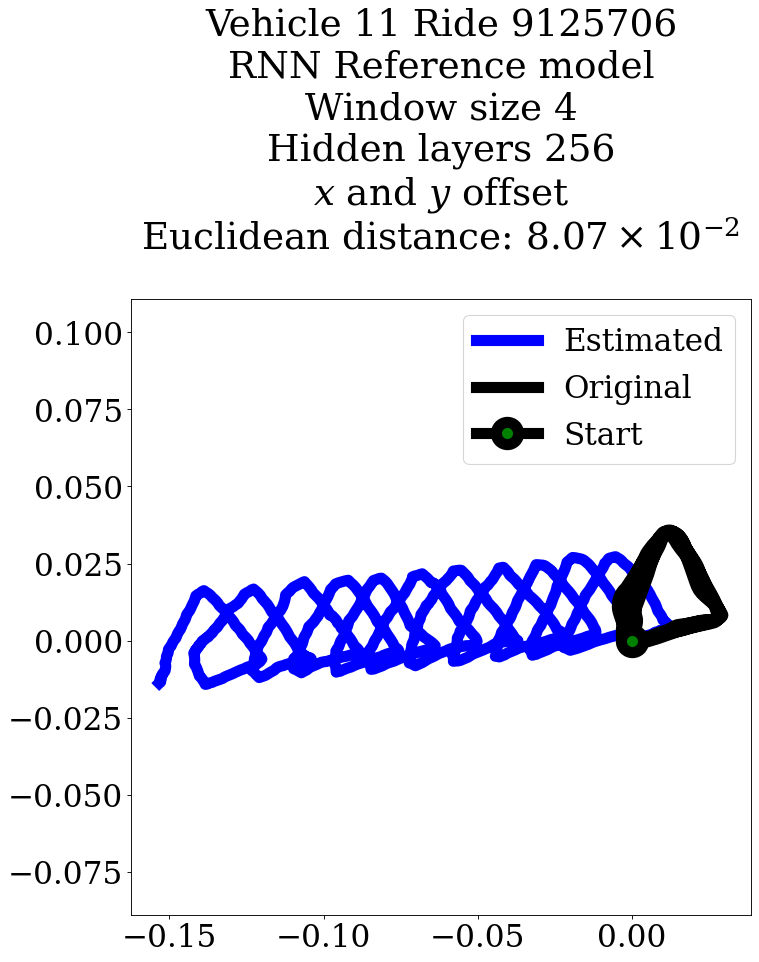 Vehicle 11 Ride 9125706
RNN Reference model
Window size 4
Hidden layers 256
x and y offset
Euclidean distance: 8.07 × 10⁻²
Estimated
Original
Start
0.100
0.075
0.050
0.025
0.000
−0.025
−0.050
−0.075
−0.15 −0.10 −0.05 0.00